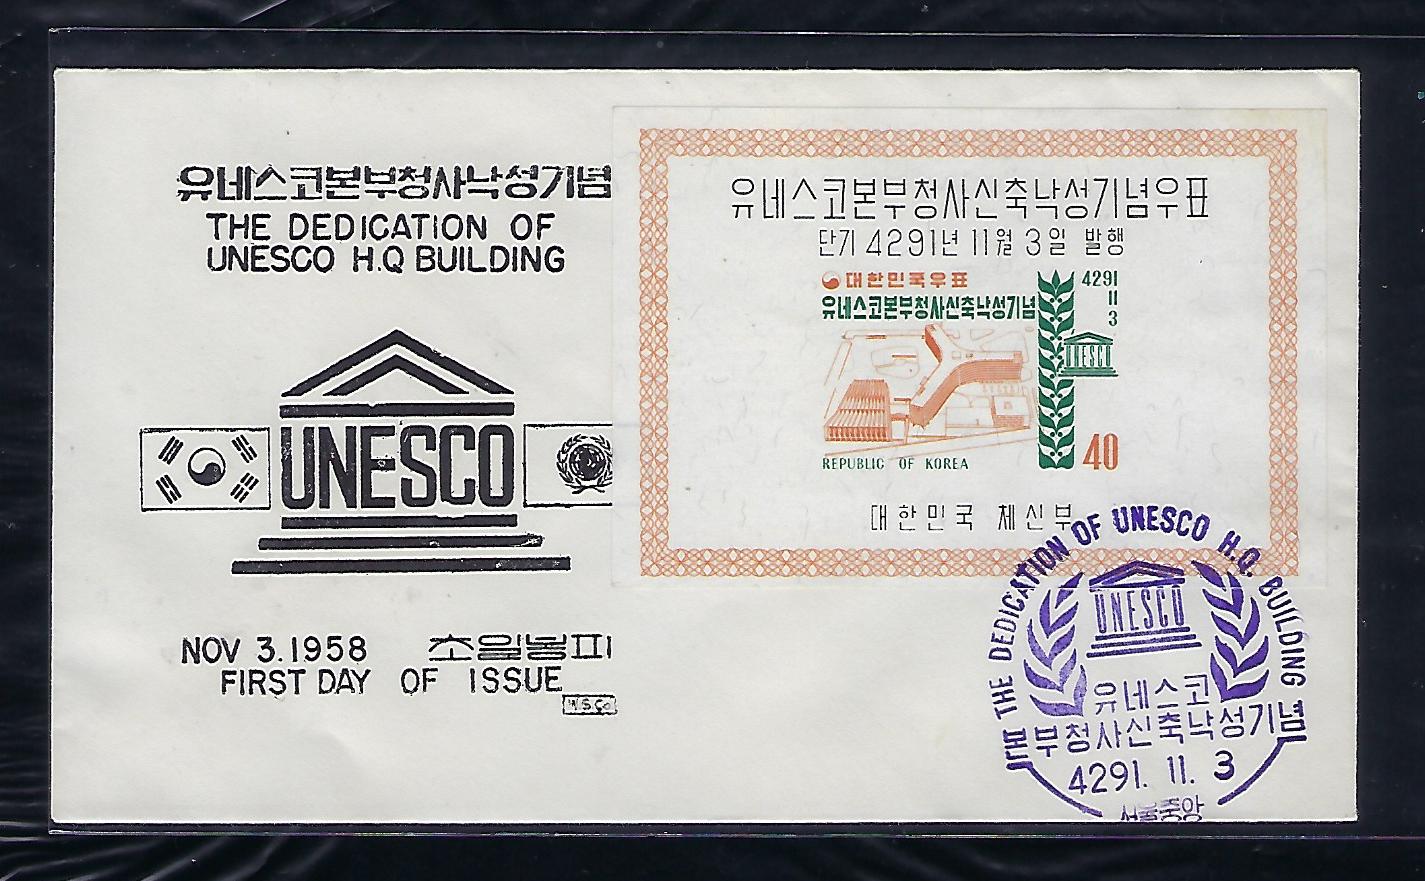 유네스코본부청사낙성기념
THE DEDICATION OF
UNESCO H.Q BUILDING
UNESCO
NOV 3.1958 초일봉피
FIRST DAY OF ISSUE
유네스코본부청사신축낙성기념우표
단기 4291년 11월 3일 발행
대한민국우표
유네스코본부청사신축낙성기념
4291
11
3
UNESCO
REPUBLIC OF KOREA
40
대한민국 체신부
THE DEDICATION OF UNESCO H.Q. BUILDING
UNESCO
유네스코
부청사신축낙성기념
4291. 11. 3
서울중앙